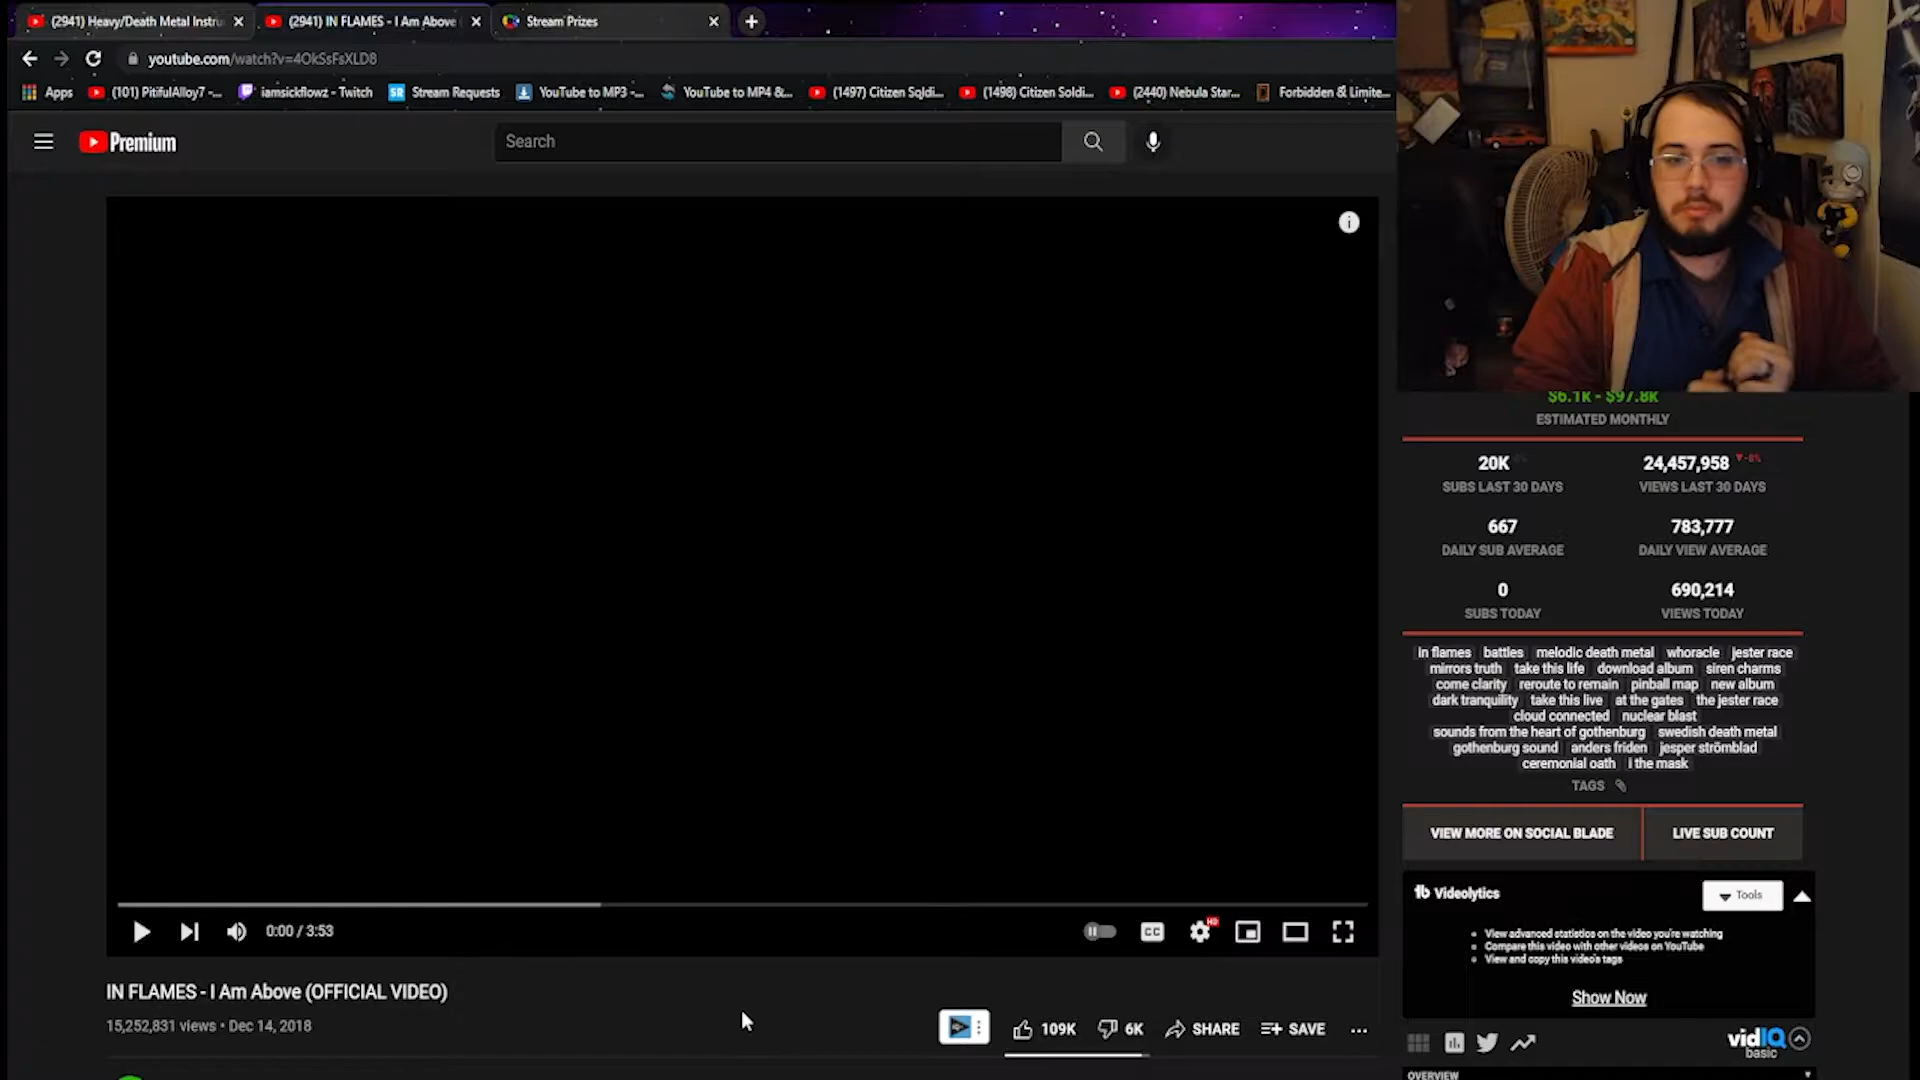 (2941) Heavy/Death Metal Instru
(2941) IN FLAMES - I Am Above
Stream Prizes
youtube.com/watch?v=4OkSsFsXLD8
Apps
(101) PitifulAlloy7 -...
iamsickflowz - Twitch
SR Stream Requests
YouTube to MP3 -...
YouTube to MP4 &...
(1497) Citizen Soldi...
(1498) Citizen Soldi...
(2440) Nebula Star...
Forbidden & Limite...
Premium
Search
$6.1K - $97.8K
ESTIMATED MONTHLY
20K
24,457,958
SUBS LAST 30 DAYS
VIEWS LAST 30 DAYS
667
783,777
DAILY SUB AVERAGE
DAILY VIEW AVERAGE
0
690,214
SUBS TODAY
VIEWS TODAY
in flames battles melodic death metal whoracle jester race
mirrors truth take this life download album siren charms
come clarity reroute to remain pinball map new album
dark tranquility take this live at the gates the jester race
cloud connected nuclear blast
sounds from the heart of gothenburg swedish death metal
gothenburg sound anders friden jesper strömblad
ceremonial oath i the mask
TAGS
VIEW MORE ON SOCIAL BLADE
LIVE SUB COUNT
tb Videolytics
Tools
View advanced statistics on the video you're watching
Compare this video with other videos on YouTube
View and copy this video's tags
Show Now
vidIQ
basic
OVERVIEW
0:00 / 3:53
CC
HD
IN FLAMES - I Am Above (OFFICIAL VIDEO)
15,252,831 views • Dec 14, 2018
109K
6K
SHARE
SAVE